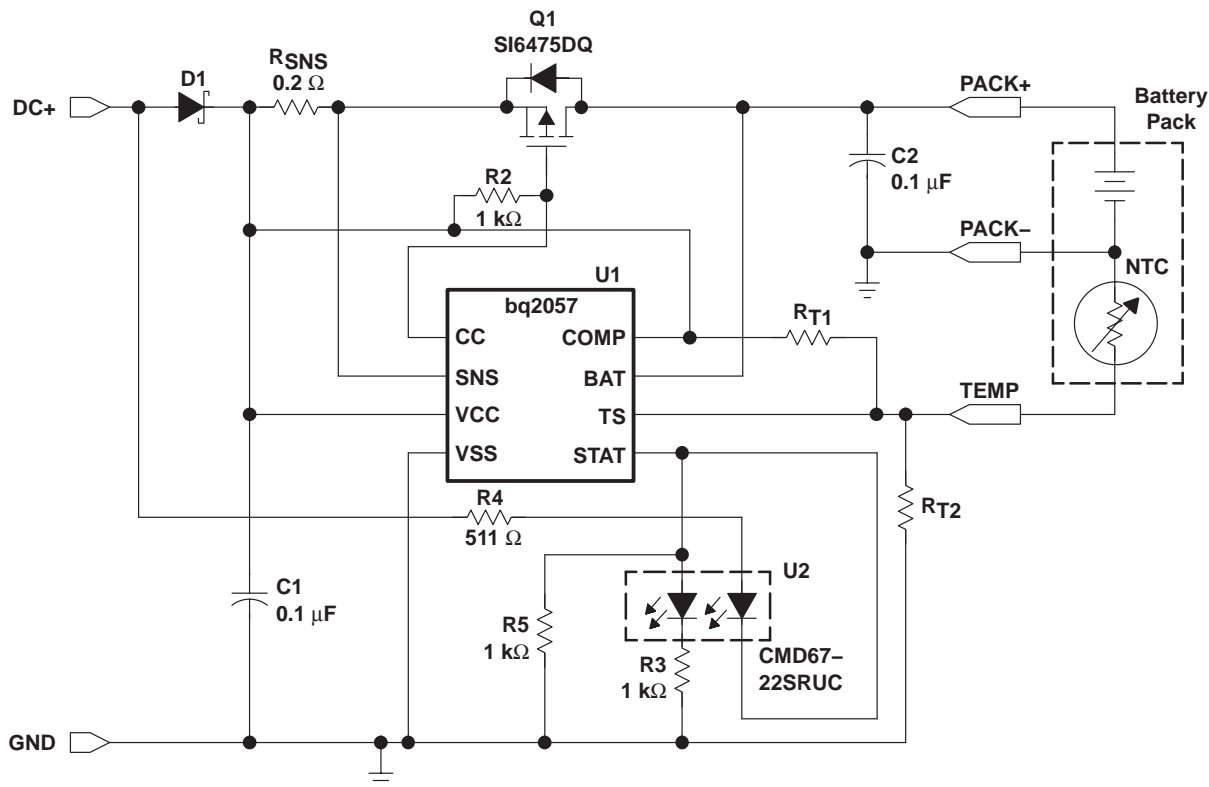 Q1
SI6475DQ
RSNS
0.2 Ω
D1
DC+
PACK+
Battery
Pack
C2
0.1 μF
R2
1 kΩ
PACK–
NTC
U1
bq2057
RT1
CC
COMP
SNS
BAT
VCC
TS
TEMP
VSS
STAT
R4
511 Ω
RT2
U2
C1
0.1 μF
R5
1 kΩ
R3
1 kΩ
CMD67–
22SRUC
GND